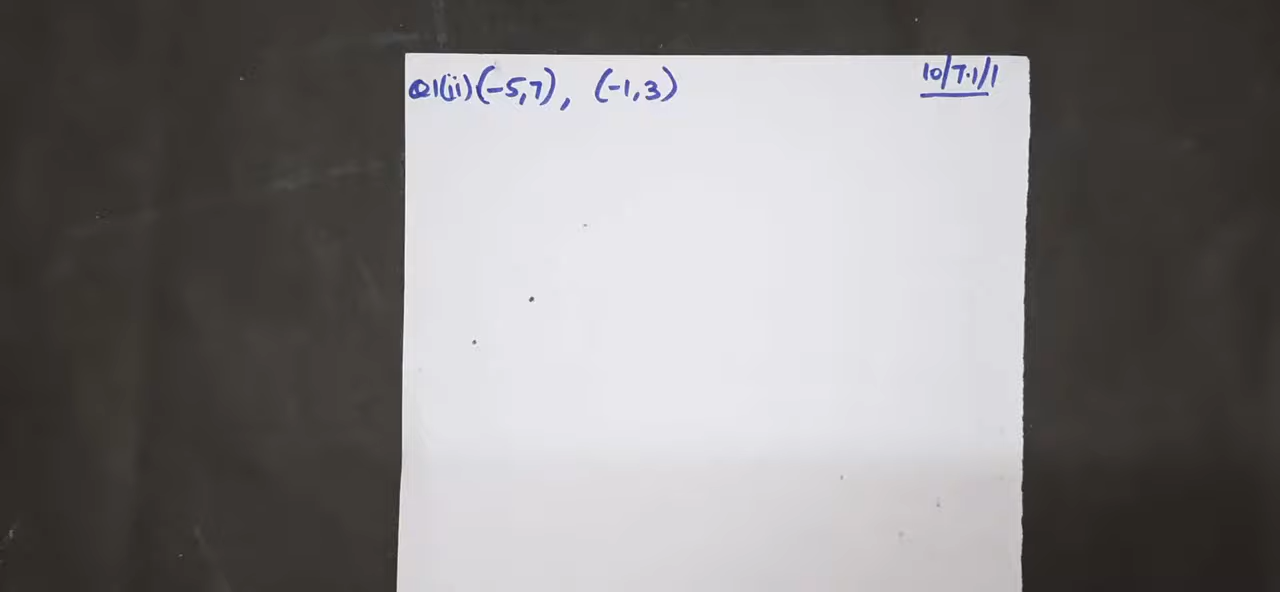 Q1(ii) (-5,7), (-1,3)
10/7.1/1